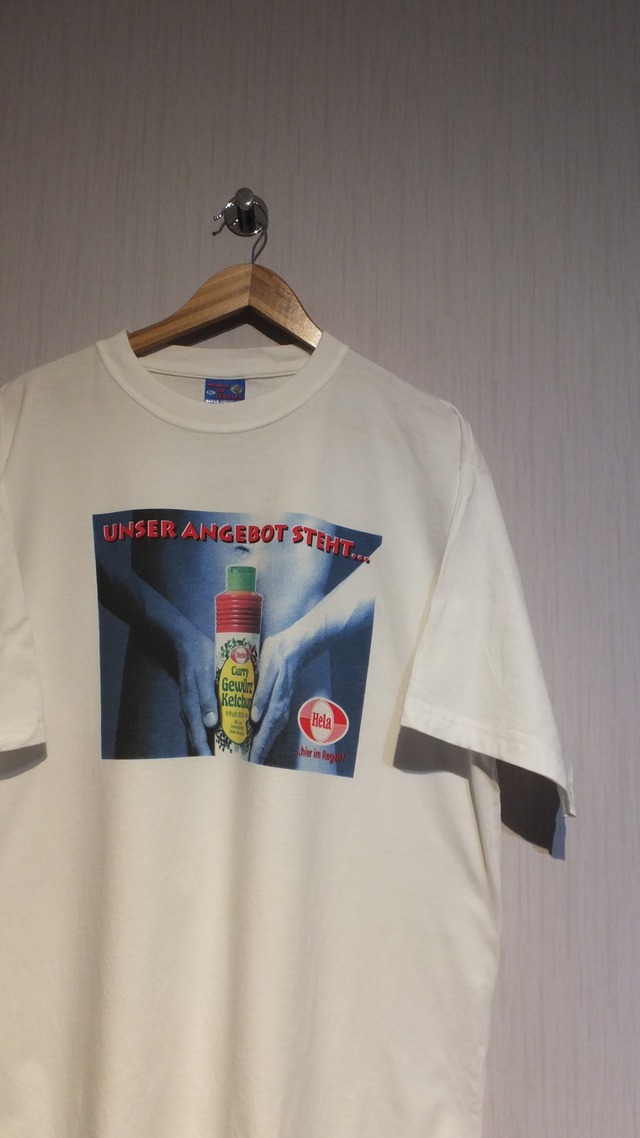 UNSER ANGEBOT STEHT...
Hela
Curry
Gewürz
Ketchup
Hela
...hier im Regal!